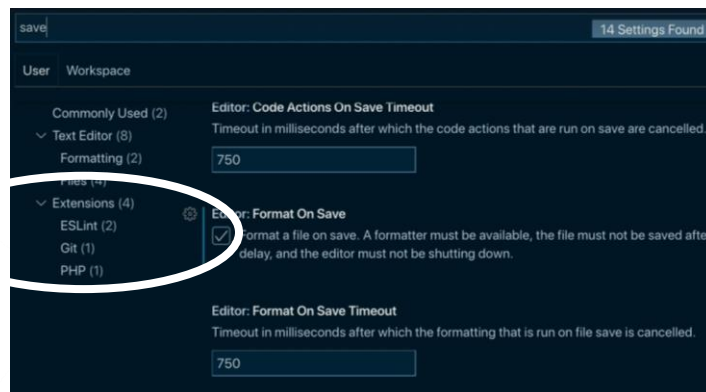 save
14 Settings Found
User Workspace
Commonly Used (2)
Text Editor (8)
Formatting (2)
Files (4)
Extensions (4)
ESLint (2)
Git (1)
PHP (1)
Editor: Code Actions On Save Timeout
Timeout in milliseconds after which the code actions that are run on save are cancelled.
750
Editor: Format On Save
Format a file on save. A formatter must be available, the file must not be saved afte
delay, and the editor must not be shutting down.
Editor: Format On Save Timeout
Timeout in milliseconds after which the formatting that is run on file save is cancelled.
750